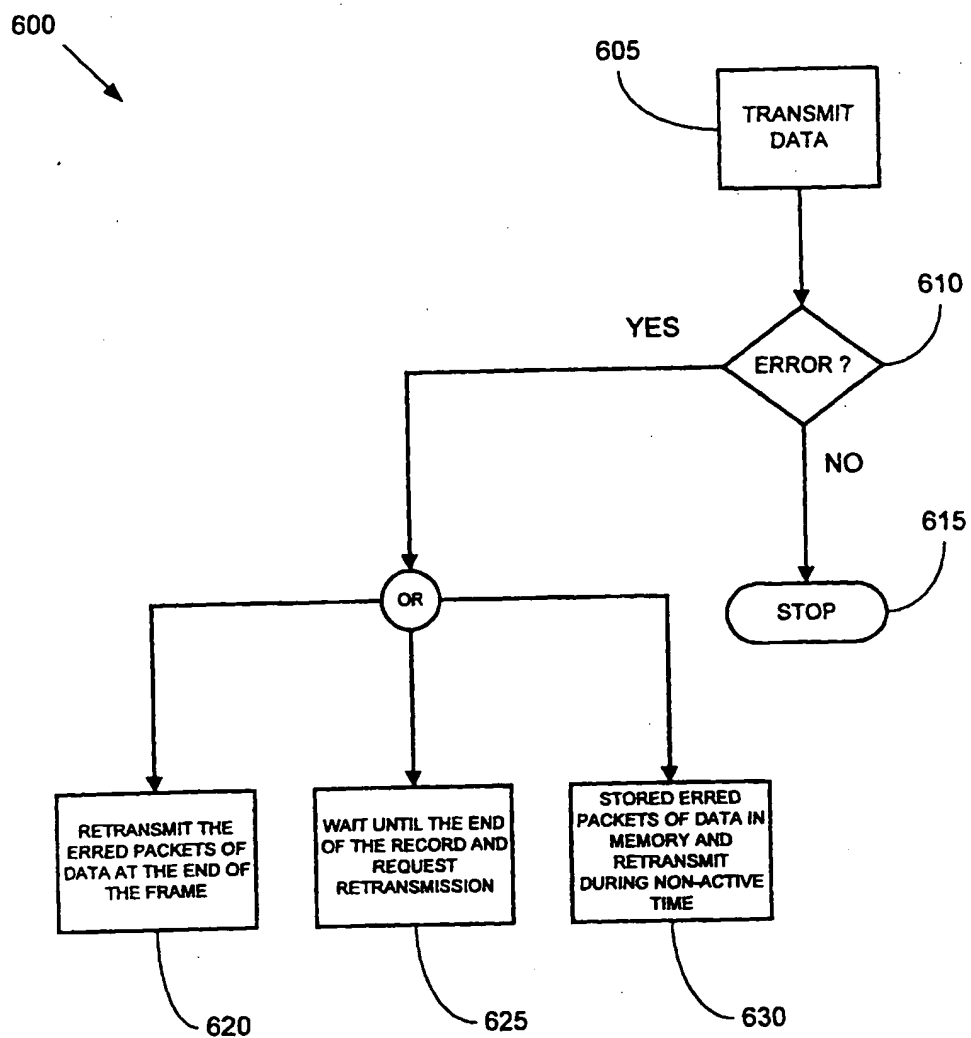 600
605
TRANSMIT
DATA
610
YES
ERROR ?
NO
615
OR
STOP
RETRANSMIT THE
ERRED PACKETS OF
DATA AT THE END OF
THE FRAME
WAIT UNTIL THE END
OF THE RECORD AND
REQUEST
RETRANSMISSION
STORED ERRED
PACKETS OF DATA IN
MEMORY AND
RETRANSMIT
DURING NON-ACTIVE
TIME
620
625
630